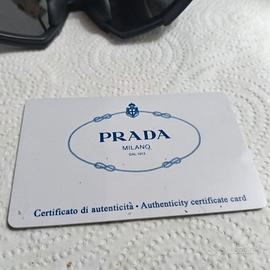 PRADA
MILANO
DAL 1913
Certificato di autenticità · Authenticity certificate card